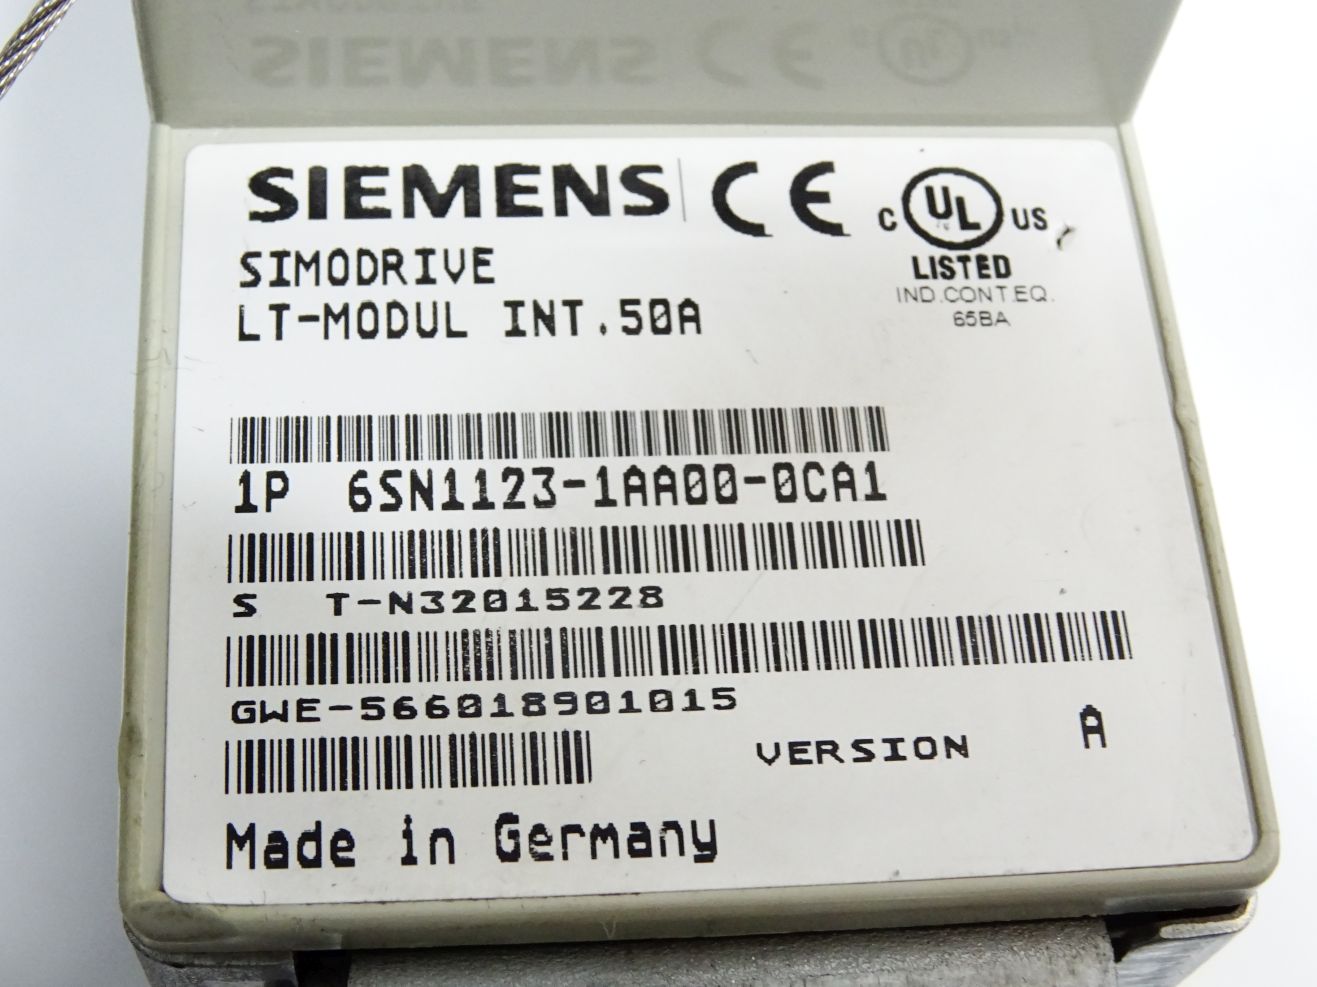 SIEMENS CE C UL US
LISTED
IND.CONT.EQ.
65BA
SIMODRIVE
LT-MODUL INT.50A
1P 6SN1123-1AA00-0CA1
S T-N32015228
GWE-566018901015
VERSION A
Made in Germany